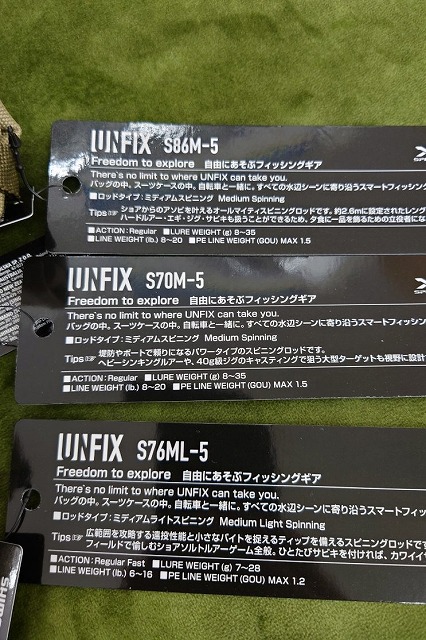 UNFIX S86M-5
Freedom to explore 自由にあそぶフィッシングギア
There's no limit to where UNFIX can take you.
バッグの中。スーツケースの中。自転車と一緒に。すべての水辺シーンに寄り沿うスマートフィッシング
■ロッドタイプ：ミディアムスピニング Medium Spinning
Tips☞ ショアからのアソビを叶えるオールマイティスピニングロッドです。約2.6mに設定されたレング
ハードルアー・エギ・ジグ・サビキも扱うことができるため、夕食に一品を飾るための立役者にな
■ACTION: Regular ■LURE WEIGHT (g) 8～35
■LINE WEIGHT (lb.) 8～20 ■PE LINE WEIGHT (GOU) MAX 1.5
UNFIX S70M-5
Freedom to explore 自由にあそぶフィッシングギア
There's no limit to where UNFIX can take you.
バッグの中。スーツケースの中。自転車と一緒に。すべての水辺シーンに寄り沿うスマートフィッシ
■ロッドタイプ：ミディアムスピニング Medium Spinning
Tips☞ 堤防やボートで頼りになるパワータイプのスピニングロッドです。
ヘビーシンキングルアーや、40g級ジグのキャスティングで狙う大型ターゲットも視野に設計
■ACTION: Regular ■LURE WEIGHT (g) 8～35
■LINE WEIGHT (lb.) 8～20 ■PE LINE WEIGHT (GOU) MAX 1.5
UNFIX S76ML-5
Freedom to explore 自由にあそぶフィッシングギア
There's no limit to where UNFIX can take you.
バッグの中。スーツケースの中。自転車と一緒に。すべての水辺シーンに寄り沿うスマートフィッシ
■ロッドタイプ：ミディアムライトスピニング Medium Light Spinning
Tips☞ 広範囲を攻略する遠投性能と小さなバイトを捉えるティップを備えるスピニングロッドです
フィールドで愉しむショアソルトルアーゲーム全般。ひとたびサビキを付ければ、カワイイ
■ACTION: Regular Fast ■LURE WEIGHT (g) 7～28
■LINE WEIGHT (lb.) 6～16 ■PE LINE WEIGHT (GOU) MAX 1.2